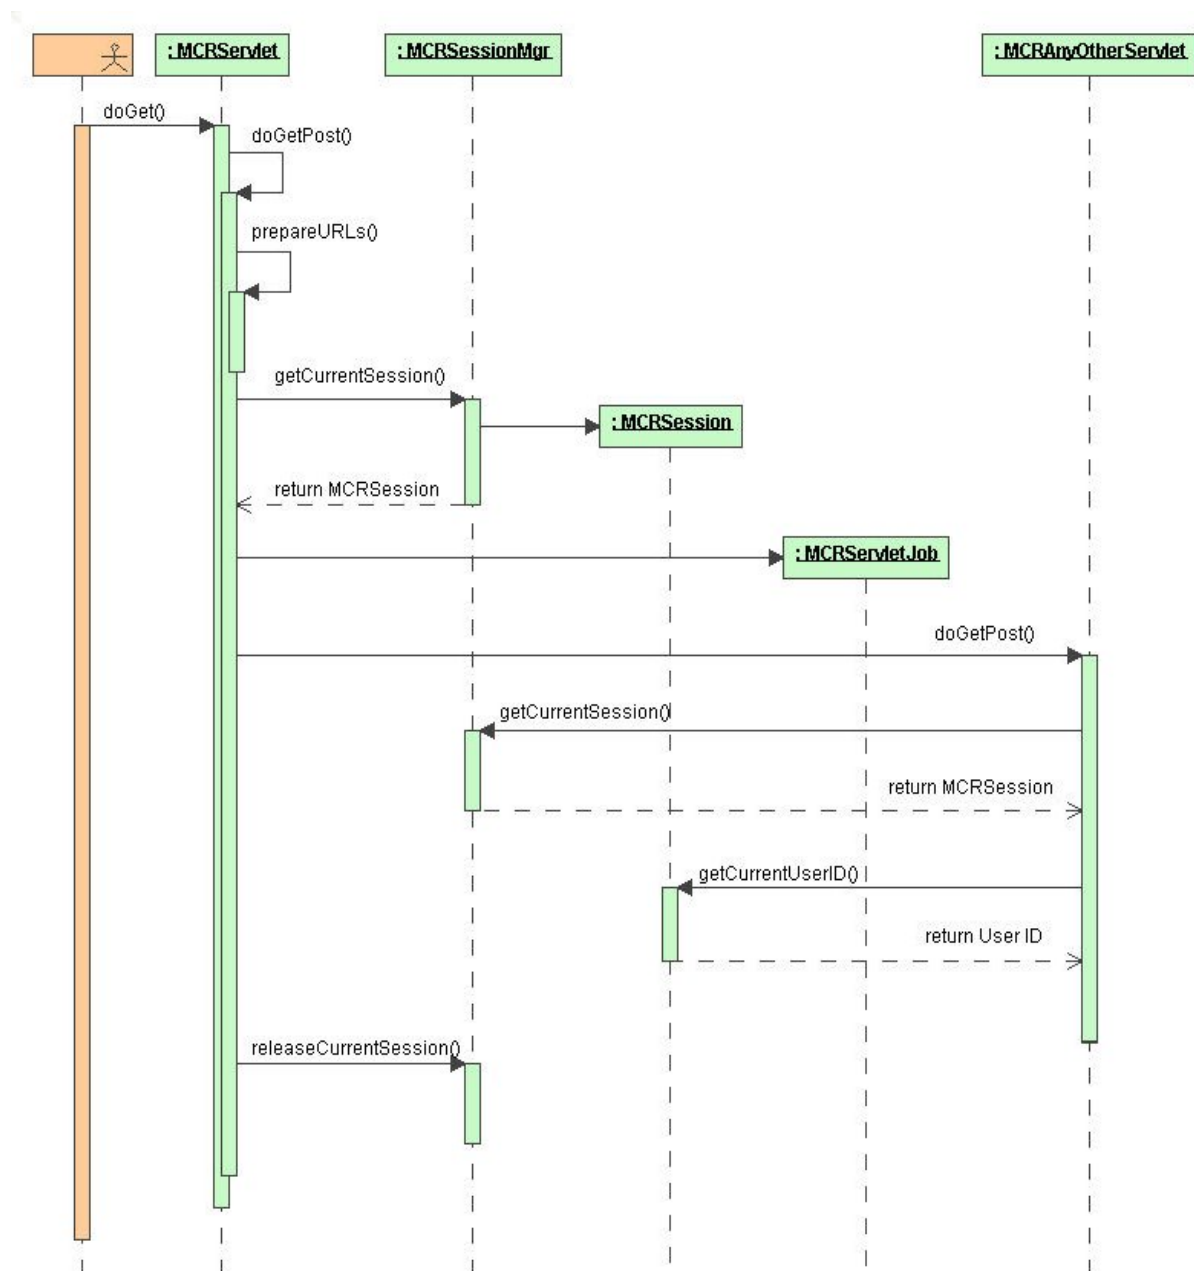 : MCRServlet
: MCRSessionMgr
: MCRAnyOtherServlet
doGet()
doGetPost()
prepareURLs()
getCurrentSession()
: MCRSession
return MCRSession
: MCRServletJob
doGetPost()
getCurrentSession()
return MCRSession
getCurrentUserID()
return User ID
releaseCurrentSession()